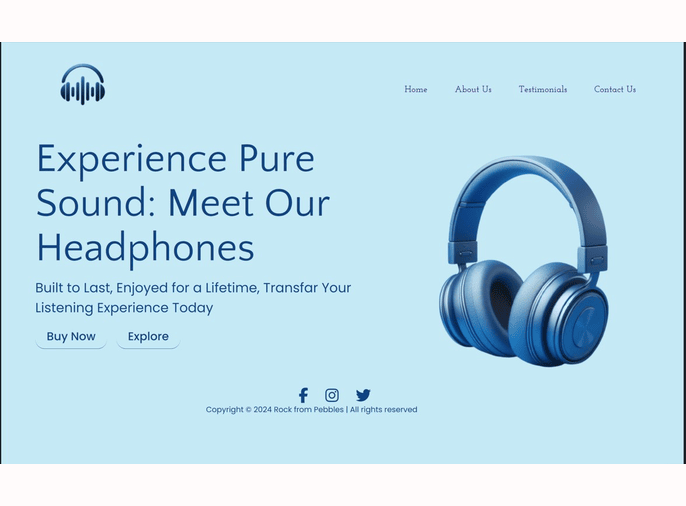 Home About Us Testimonials Contact Us
Experience Pure
Sound: Meet Our
Headphones
Built to Last, Enjoyed for a Lifetime, Transfar Your
Listening Experience Today
Buy Now Explore
Copyright © 2024 Rock from Pebbles | All rights reserved